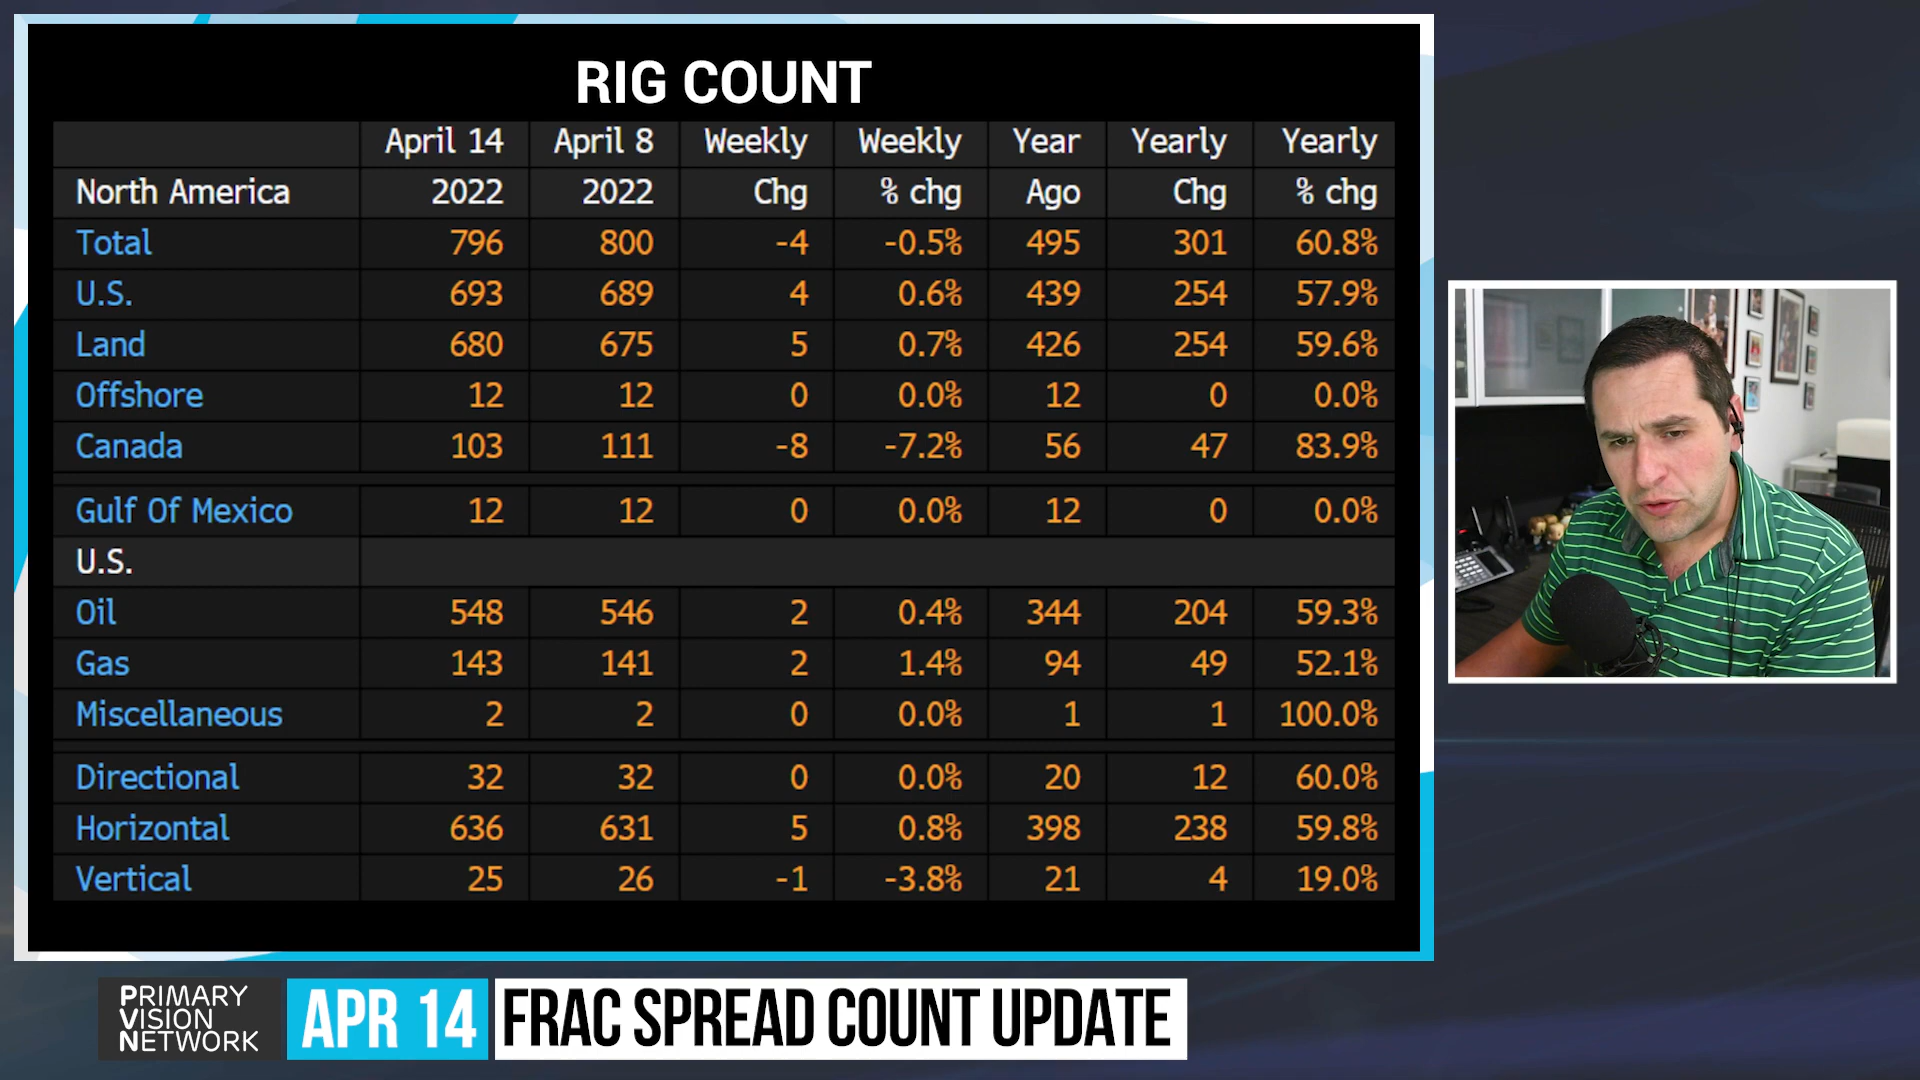 RIG COUNT
April 14 April 8 Weekly Weekly Year Yearly Yearly
North America 2022 2022 Chg % chg Ago Chg % chg
Total 796 800 -4 -0.5% 495 301 60.8%
U.S. 693 689 4 0.6% 439 254 57.9%
Land 680 675 5 0.7% 426 254 59.6%
Offshore 12 12 0 0.0% 12 0 0.0%
Canada 103 111 -8 -7.2% 56 47 83.9%
Gulf Of Mexico 12 12 0 0.0% 12 0 0.0%
U.S.
Oil 548 546 2 0.4% 344 204 59.3%
Gas 143 141 2 1.4% 94 49 52.1%
Miscellaneous 2 2 0 0.0% 1 1 100.0%
Directional 32 32 0 0.0% 20 12 60.0%
Horizontal 636 631 5 0.8% 398 238 59.8%
Vertical 25 26 -1 -3.8% 21 4 19.0%
PRIMARY
VISION
NETWORK
APR 14
FRAC SPREAD COUNT UPDATE